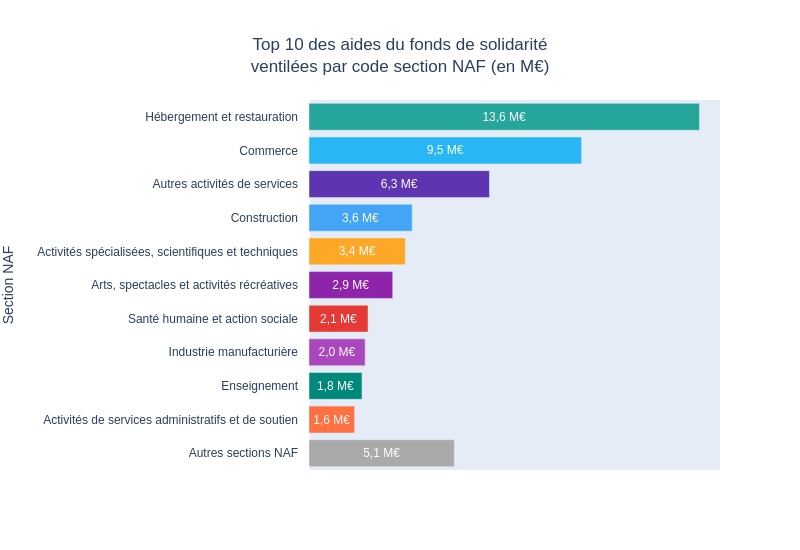 Top 10 des aides du fonds de solidarité
ventilées par code section NAF (en M€)
Section NAF
Hébergement et restauration 13,6 M€
Commerce 9,5 M€
Autres activités de services 6,3 M€
Construction 3,6 M€
Activités spécialisées, scientifiques et techniques 3,4 M€
Arts, spectacles et activités récréatives 2,9 M€
Santé humaine et action sociale 2,1 M€
Industrie manufacturière 2,0 M€
Enseignement 1,8 M€
Activités de services administratifs et de soutien 1,6 M€
Autres sections NAF 5,1 M€